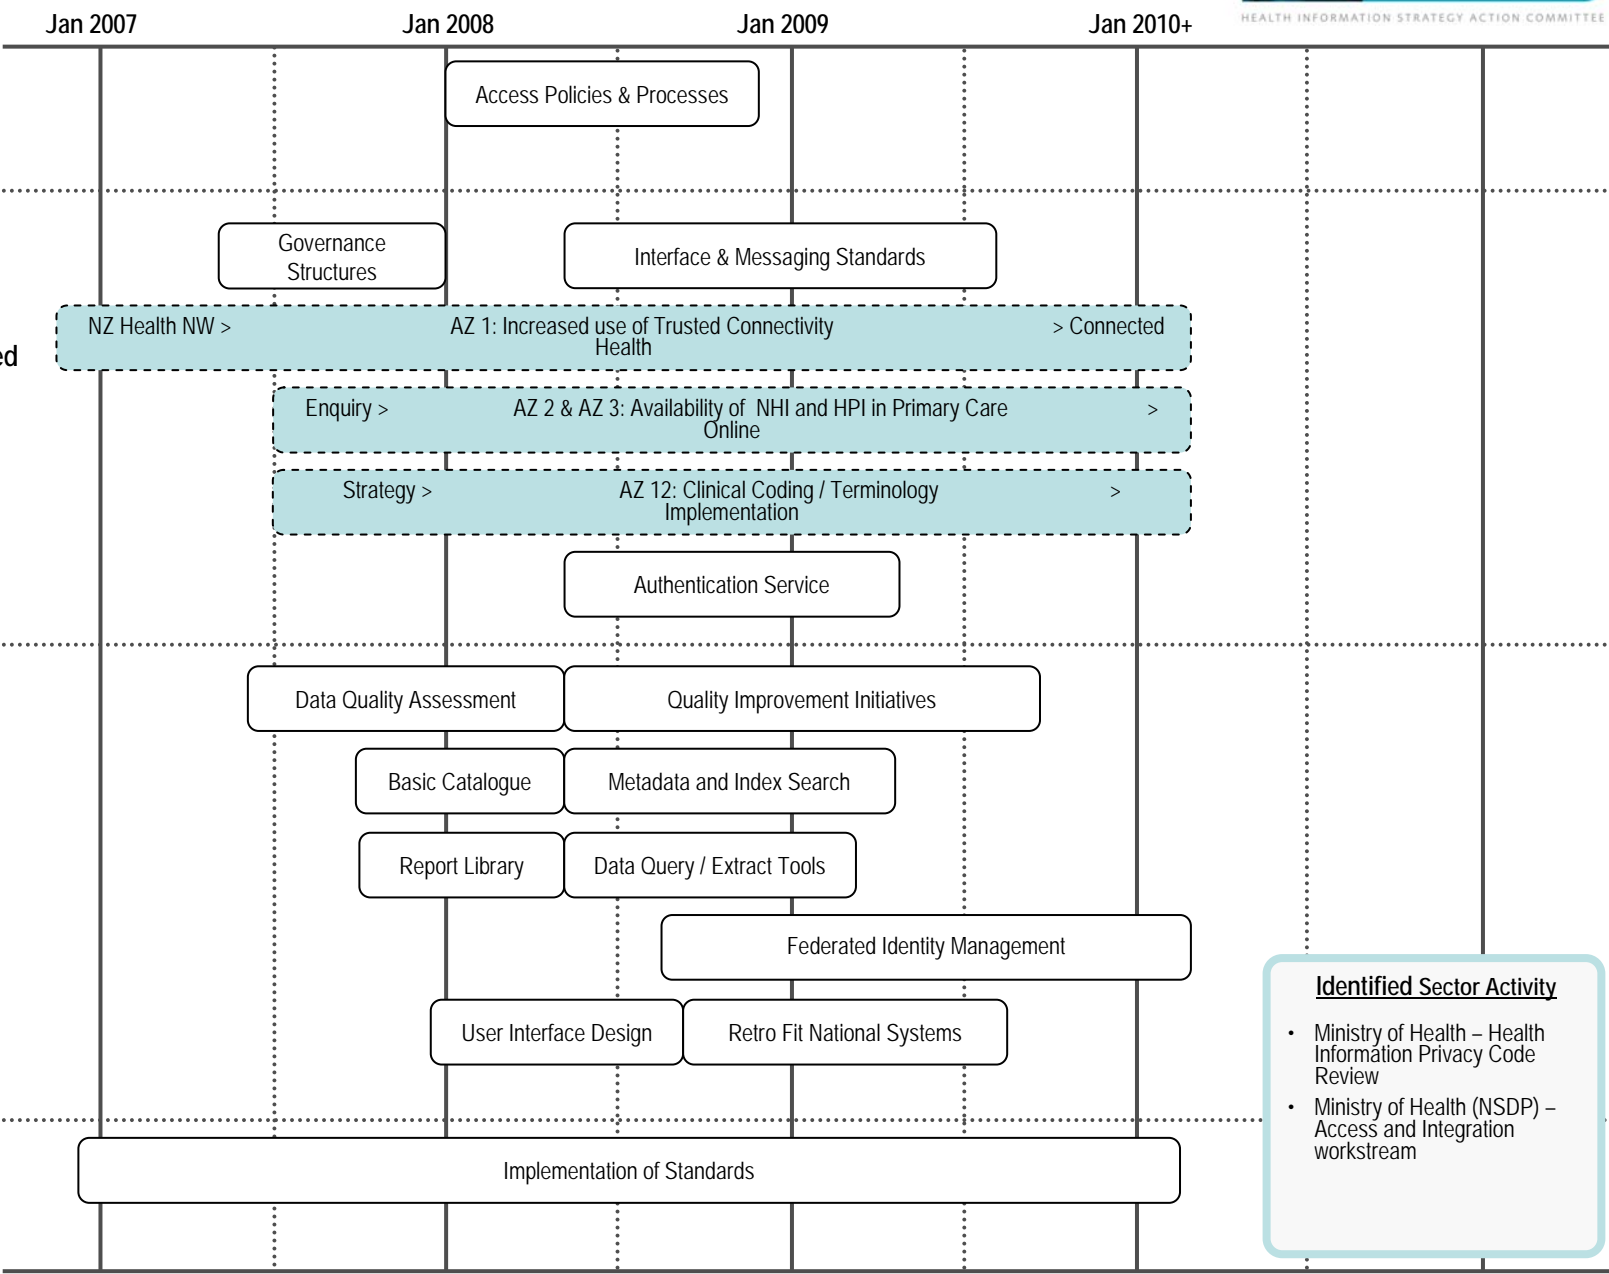 HEALTH INFORMATION STRATEGY ACTION COMMITTEE
Jan 2007
Jan 2008
Jan 2009
Jan 2010+
Access Policies & Processes
Governance
Structures
Interface & Messaging Standards
ed
NZ Health NW >
AZ 1: Increased use of Trusted Connectivity
> Connected
Health
Enquiry >
AZ 2 & AZ 3: Availability of NHI and HPI in Primary Care
>
Online
Strategy >
AZ 12: Clinical Coding / Terminology
>
Implementation
Authentication Service
Data Quality Assessment
Quality Improvement Initiatives
Basic Catalogue
Metadata and Index Search
Report Library
Data Query / Extract Tools
Federated Identity Management
User Interface Design
Retro Fit National Systems
Implementation of Standards
Identified Sector Activity
• Ministry of Health – Health
Information Privacy Code
Review
• Ministry of Health (NSDP) –
Access and Integration
workstream